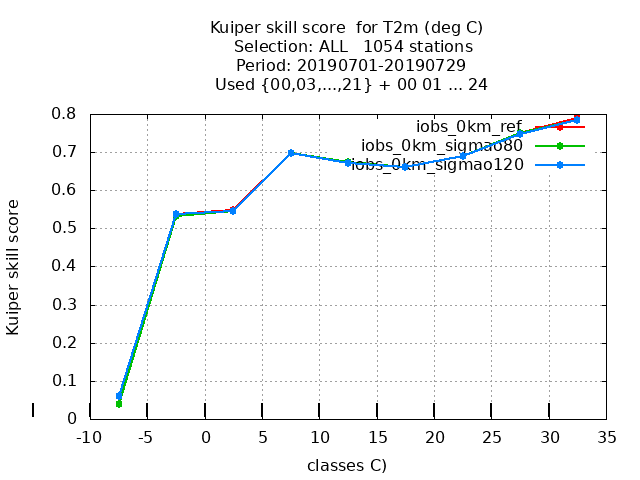 Kuiper skill score  for T2m (deg C)
Selection: ALL   1054 stations
Period: 20190701-20190729
Used {00,03,...,21} + 00 01 ... 24
Kuiper skill score
0.8
0.7
0.6
0.5
0.4
0.3
0.2
0.1
0
iobs_0km_ref
iobs_0km_sigmao80
iobs_0km_sigmao120
-10 -5 0 5 10 15 20 25 30 35
classes C)